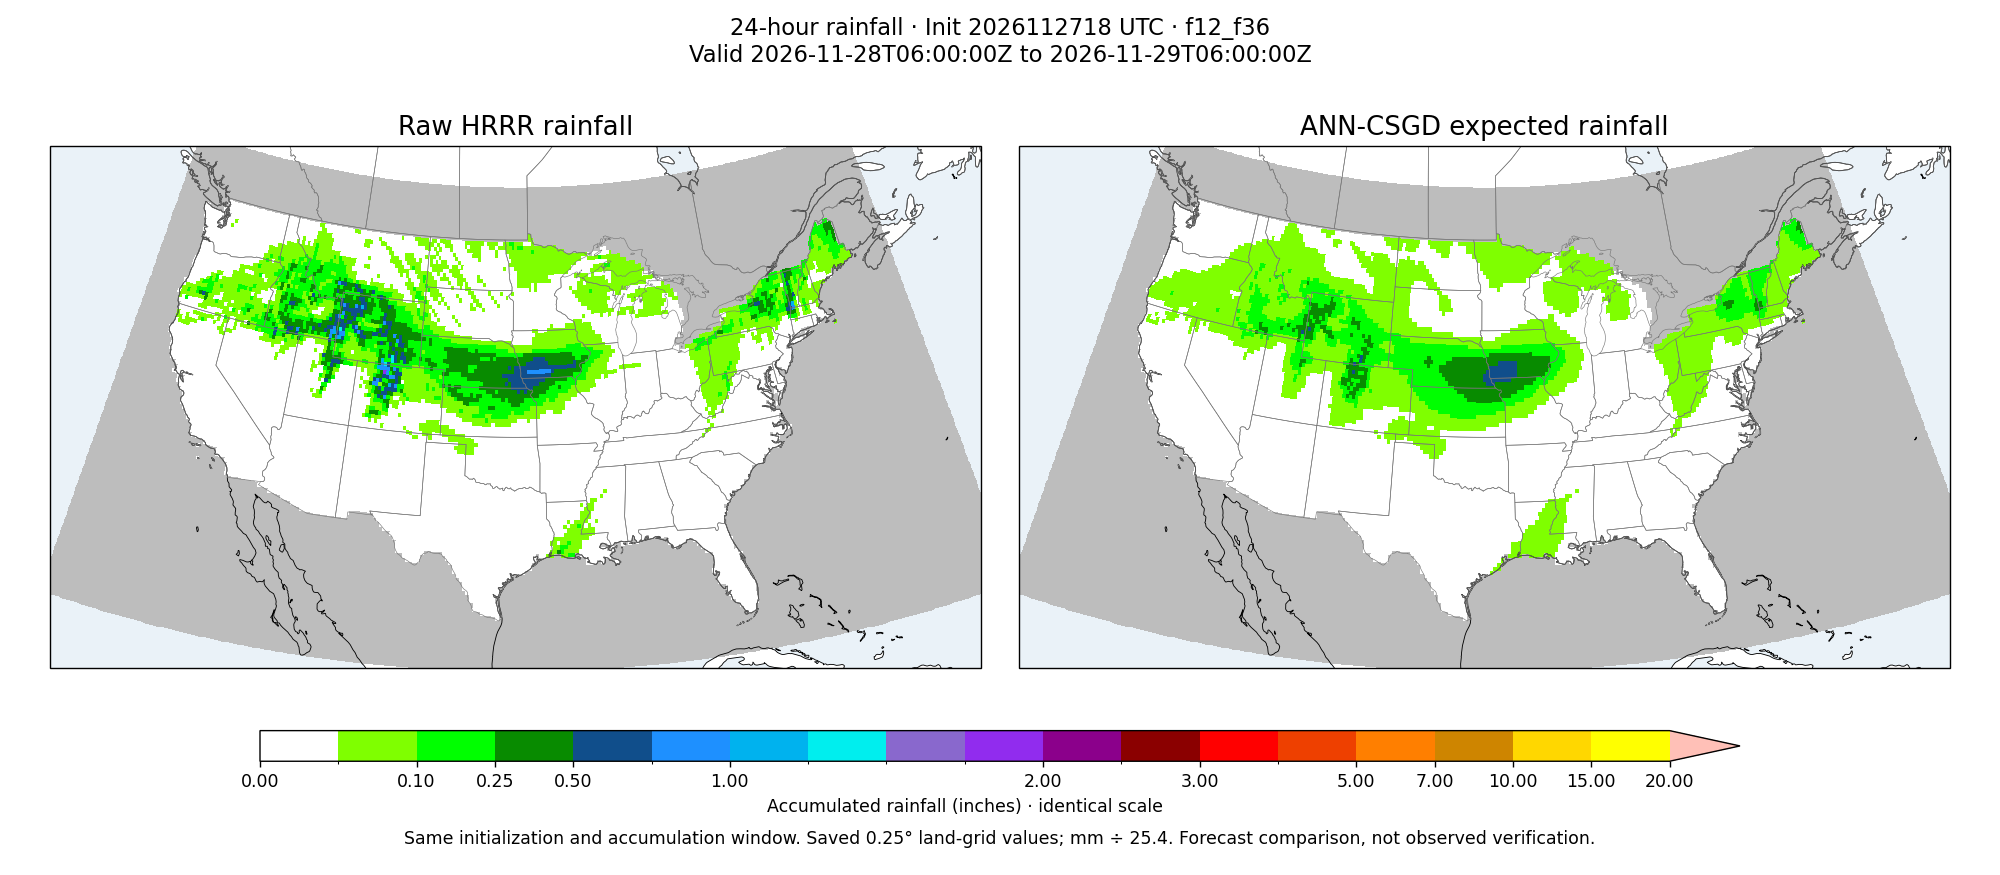 24-hour rainfall · Init 2026112718 UTC · f12_f36
Valid 2026-11-28T06:00:00Z to 2026-11-29T06:00:00Z
Raw HRRR rainfall
ANN-CSGD expected rainfall
0.00 0.10 0.25 0.50 1.00 2.00 3.00 5.00 7.00 10.00 15.00 20.00
Accumulated rainfall (inches) · identical scale
Same initialization and accumulation window. Saved 0.25° land-grid values; mm ÷ 25.4. Forecast comparison, not observed verification.